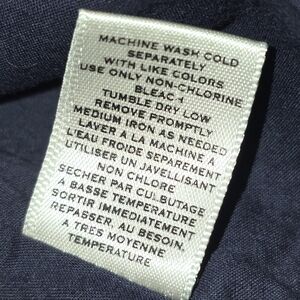 MACHINE WASH COLD
SEPARATELY
WITH LIKE COLORS
USE ONLY NON-CHLORINE
BLEACH
TUMBLE DRY LOW
REMOVE PROMPTLY
MEDIUM IRON AS NEEDED
LAVER A LA MACHINE A
L'EAU FROIDE SEPAREMENT
UTILISER UN JAVELLISANT
NON CHLORE
SECHER PAR CULBUTAGE
A BASSE TEMPERATURE
SORTIR IMMEDIATEMENT
REPASSER, AU BESOIN,
A TRES MOYENNE
TEMPERATURE